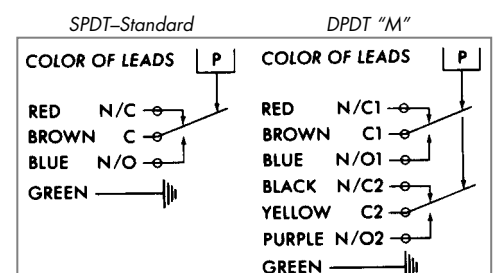 SPDT–Standard
COLOR OF LEADS P
RED N/C
BROWN C
BLUE N/O
GREEN
DPDT “M”
COLOR OF LEADS P
RED N/C1
BROWN C1
BLUE N/O1
BLACK N/C2
YELLOW C2
PURPLE N/O2
GREEN